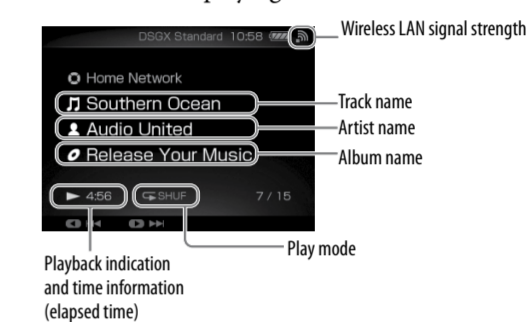 DSGX Standard 10:58
Wireless LAN signal strength
Home Network
Southern Ocean
Track name
Audio United
Artist name
Release Your Music
Album name
4:56
SHUF
7 / 15
Play mode
Playback indication
and time information
(elapsed time)